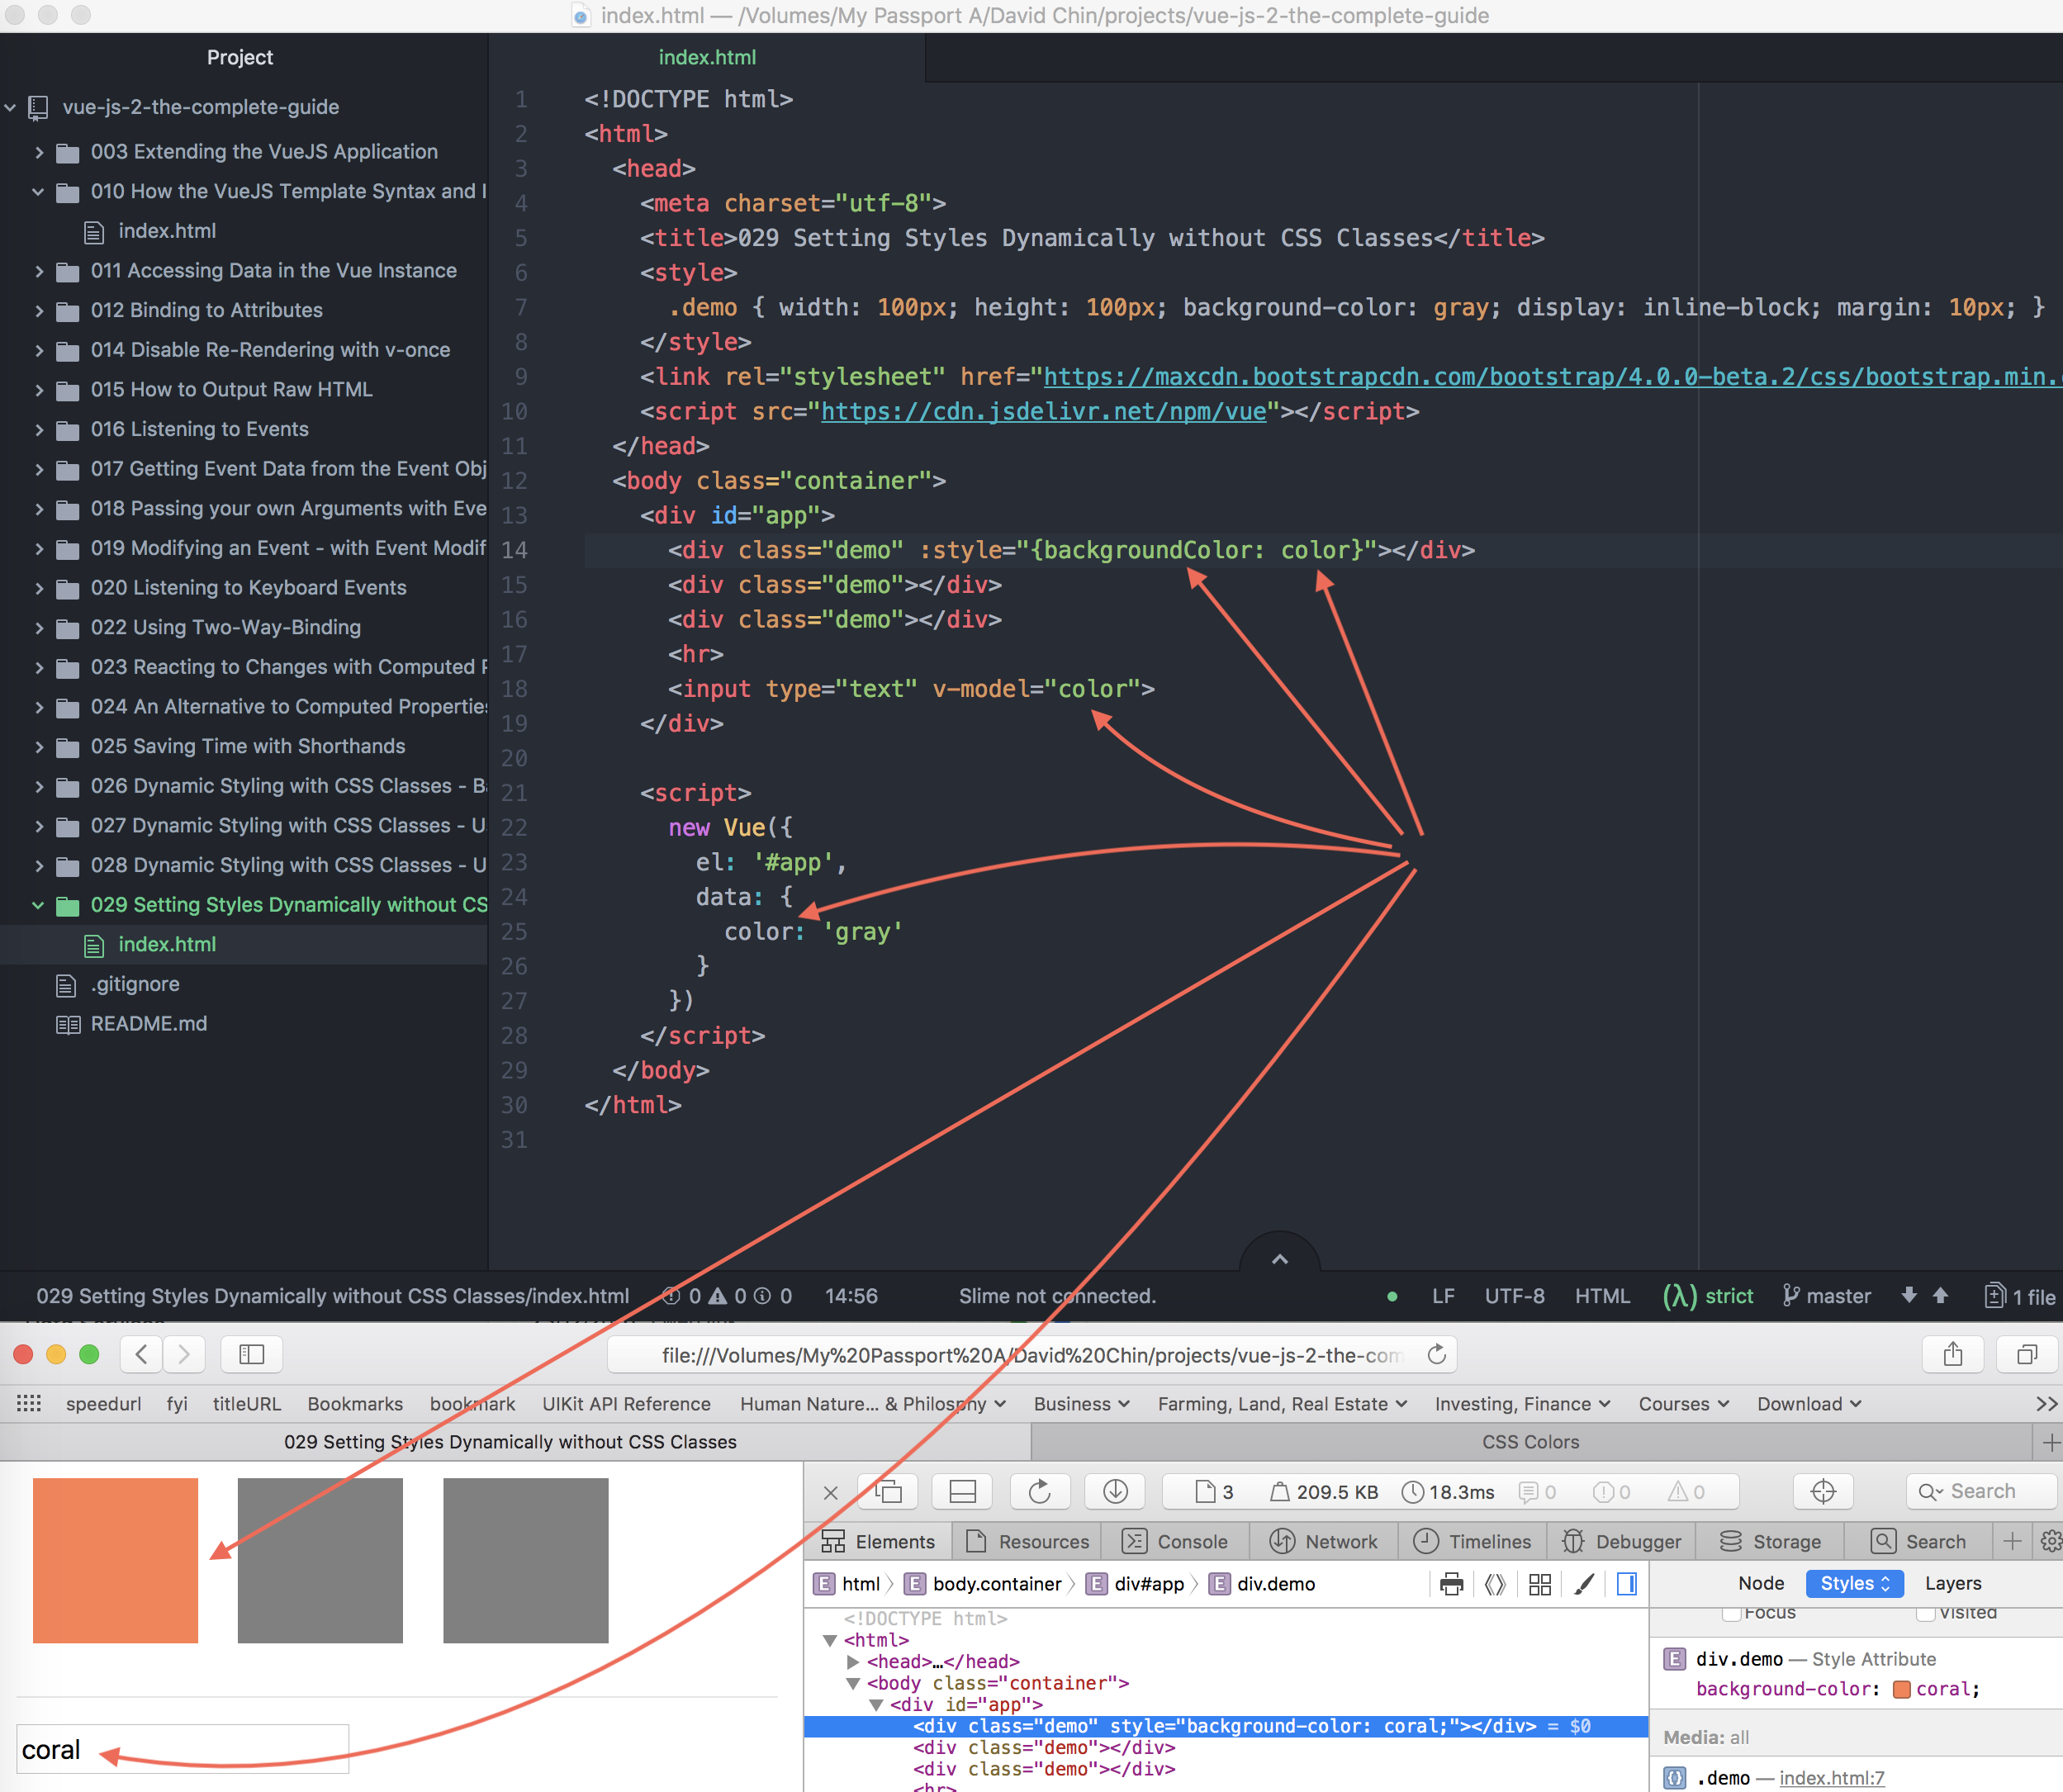 index.html — /Volumes/My Passport A/David Chin/projects/vue-js-2-the-complete-guide
Project
vue-js-2-the-complete-guide
003 Extending the VueJS Application
010 How the VueJS Template Syntax and I
index.html
011 Accessing Data in the Vue Instance
012 Binding to Attributes
014 Disable Re-Rendering with v-once
015 How to Output Raw HTML
016 Listening to Events
017 Getting Event Data from the Event Obj
018 Passing your own Arguments with Eve
019 Modifying an Event - with Event Modif
020 Listening to Keyboard Events
022 Using Two-Way-Binding
023 Reacting to Changes with Computed P
024 An Alternative to Computed Properties
025 Saving Time with Shorthands
026 Dynamic Styling with CSS Classes - Ba
027 Dynamic Styling with CSS Classes - U
028 Dynamic Styling with CSS Classes - U
029 Setting Styles Dynamically without CS
index.html
.gitignore
README.md
index.html
1 <!DOCTYPE html>
2 <html>
3 <head>
4 <meta charset="utf-8">
5 <title>029 Setting Styles Dynamically without CSS Classes</title>
6 <style>
7 .demo { width: 100px; height: 100px; background-color: gray; display: inline-block; margin: 10px; }
8 </style>
9 <link rel="stylesheet" href="https://maxcdn.bootstrapcdn.com/bootstrap/4.0.0-beta.2/css/bootstrap.min.c
10 <script src="https://cdn.jsdelivr.net/npm/vue"></script>
11 </head>
12 <body class="container">
13 <div id="app">
14 <div class="demo" :style="{backgroundColor: color}"></div>
15 <div class="demo"></div>
16 <div class="demo"></div>
17 <hr>
18 <input type="text" v-model="color">
19 </div>
20
21 <script>
22 new Vue({
23 el: '#app',
24 data: {
25 color: 'gray'
26 }
27 })
28 </script>
29 </body>
30 </html>
31
029 Setting Styles Dynamically without CSS Classes/index.html 0 0 0 14:56 Slime not connected. LF UTF-8 HTML (λ) strict master 1 file
file:///Volumes/My%20Passport%20A/David%20Chin/projects/vue-js-2-the-com
speedurl fyi titleURL Bookmarks bookmark UIKit API Reference Human Nature... & Philosphy Business Farming, Land, Real Estate Investing, Finance Courses Download >>
029 Setting Styles Dynamically without CSS Classes CSS Colors
3 209.5 KB 18.3ms 0 0 0 Search
Elements Resources Console Network Timelines Debugger Storage Search
E html E body.container E div#app E div.demo Node Styles Layers
<!DOCTYPE html>
<html>
<head>…</head>
<body class="container">
<div id="app">
<div class="demo" style="background-color: coral;"></div> = $0
<div class="demo"></div>
<div class="demo"></div>
<hr>
Focus Visited
E div.demo — Style Attribute
background-color: coral;
Media: all
.demo — index.html:7
coral